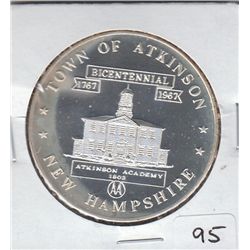 TOWN OF ATKINSON
BICENTENNIAL
1767 1967
ATKINSON ACADEMY
1803
AA
NEW HAMPSHIRE
95